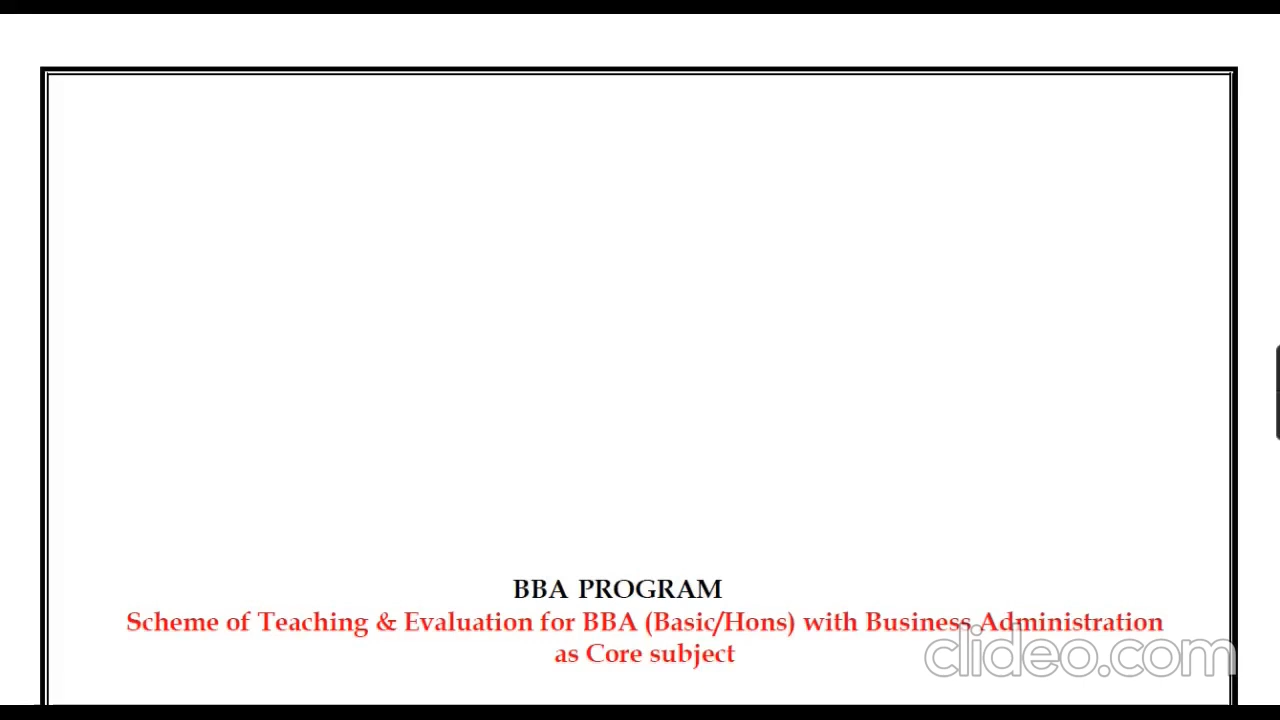 BBA PROGRAM
Scheme of Teaching & Evaluation for BBA (Basic/Hons) with Business Administration
as Core subject
clideo.com